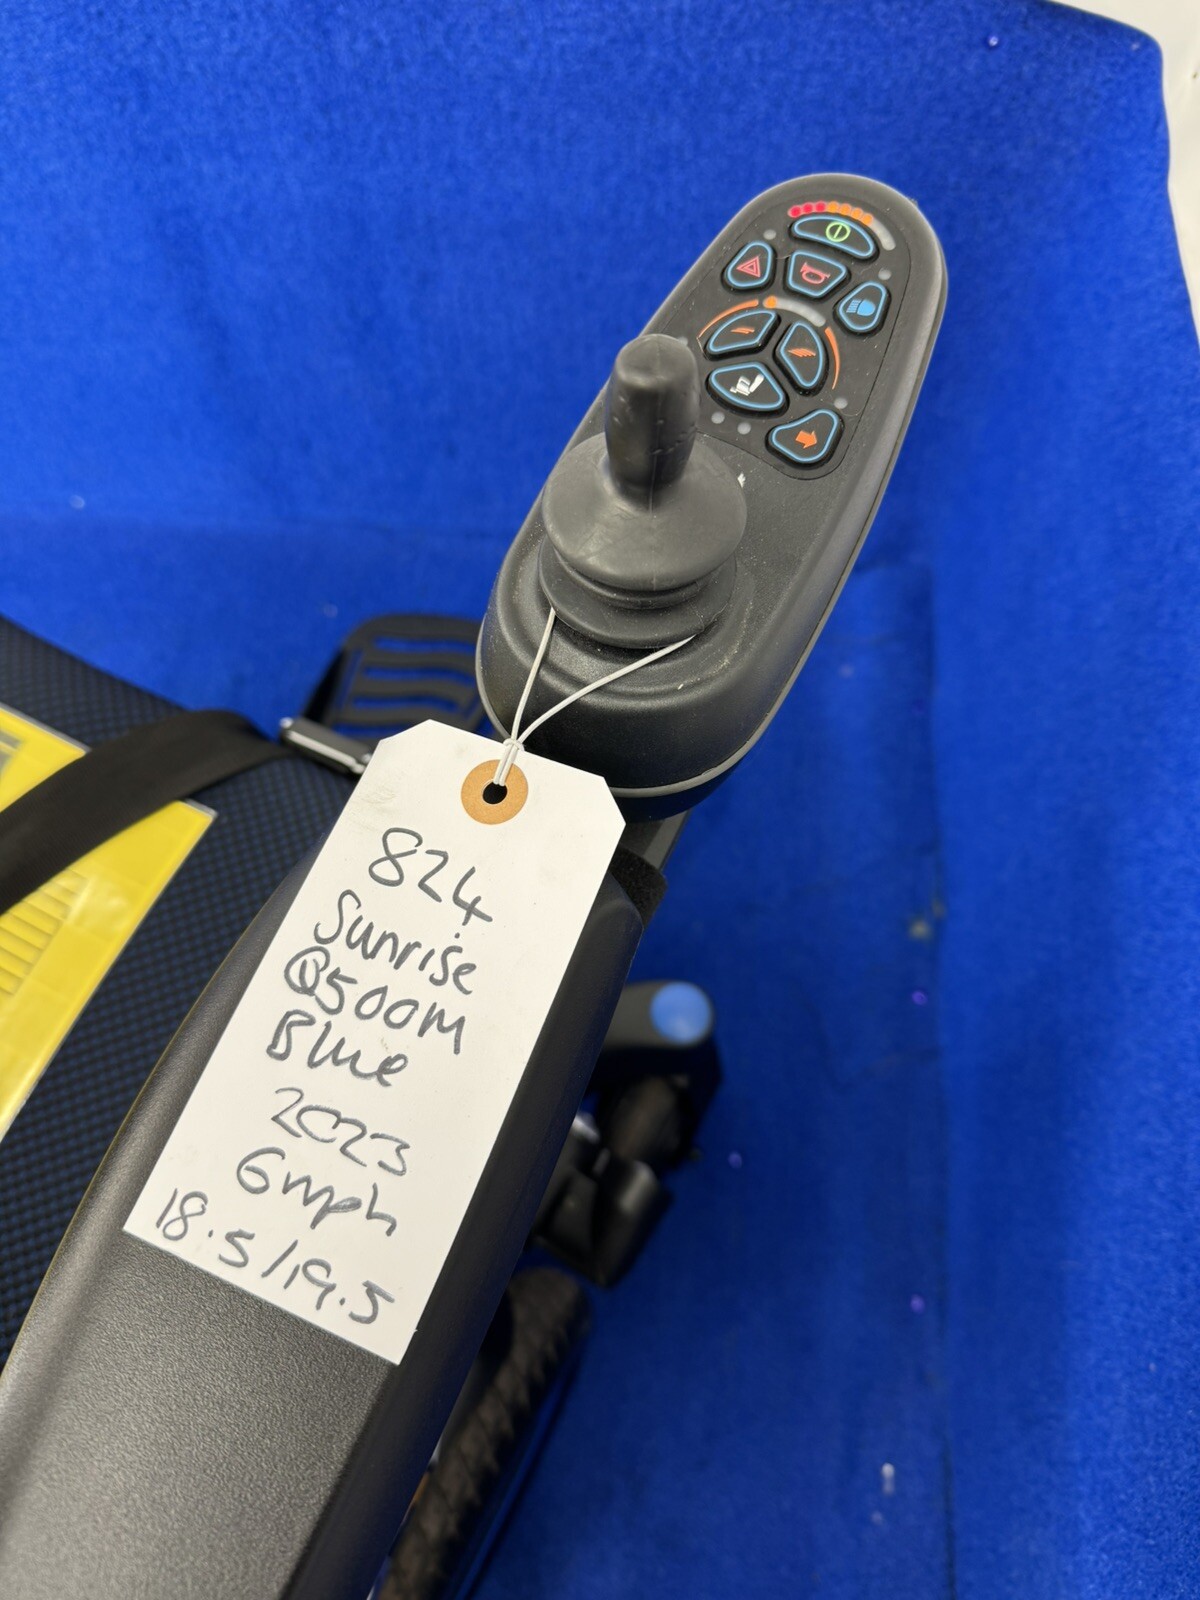 824
Sunrise
Q500M
Blue
2023
6mph
18.5/19.5